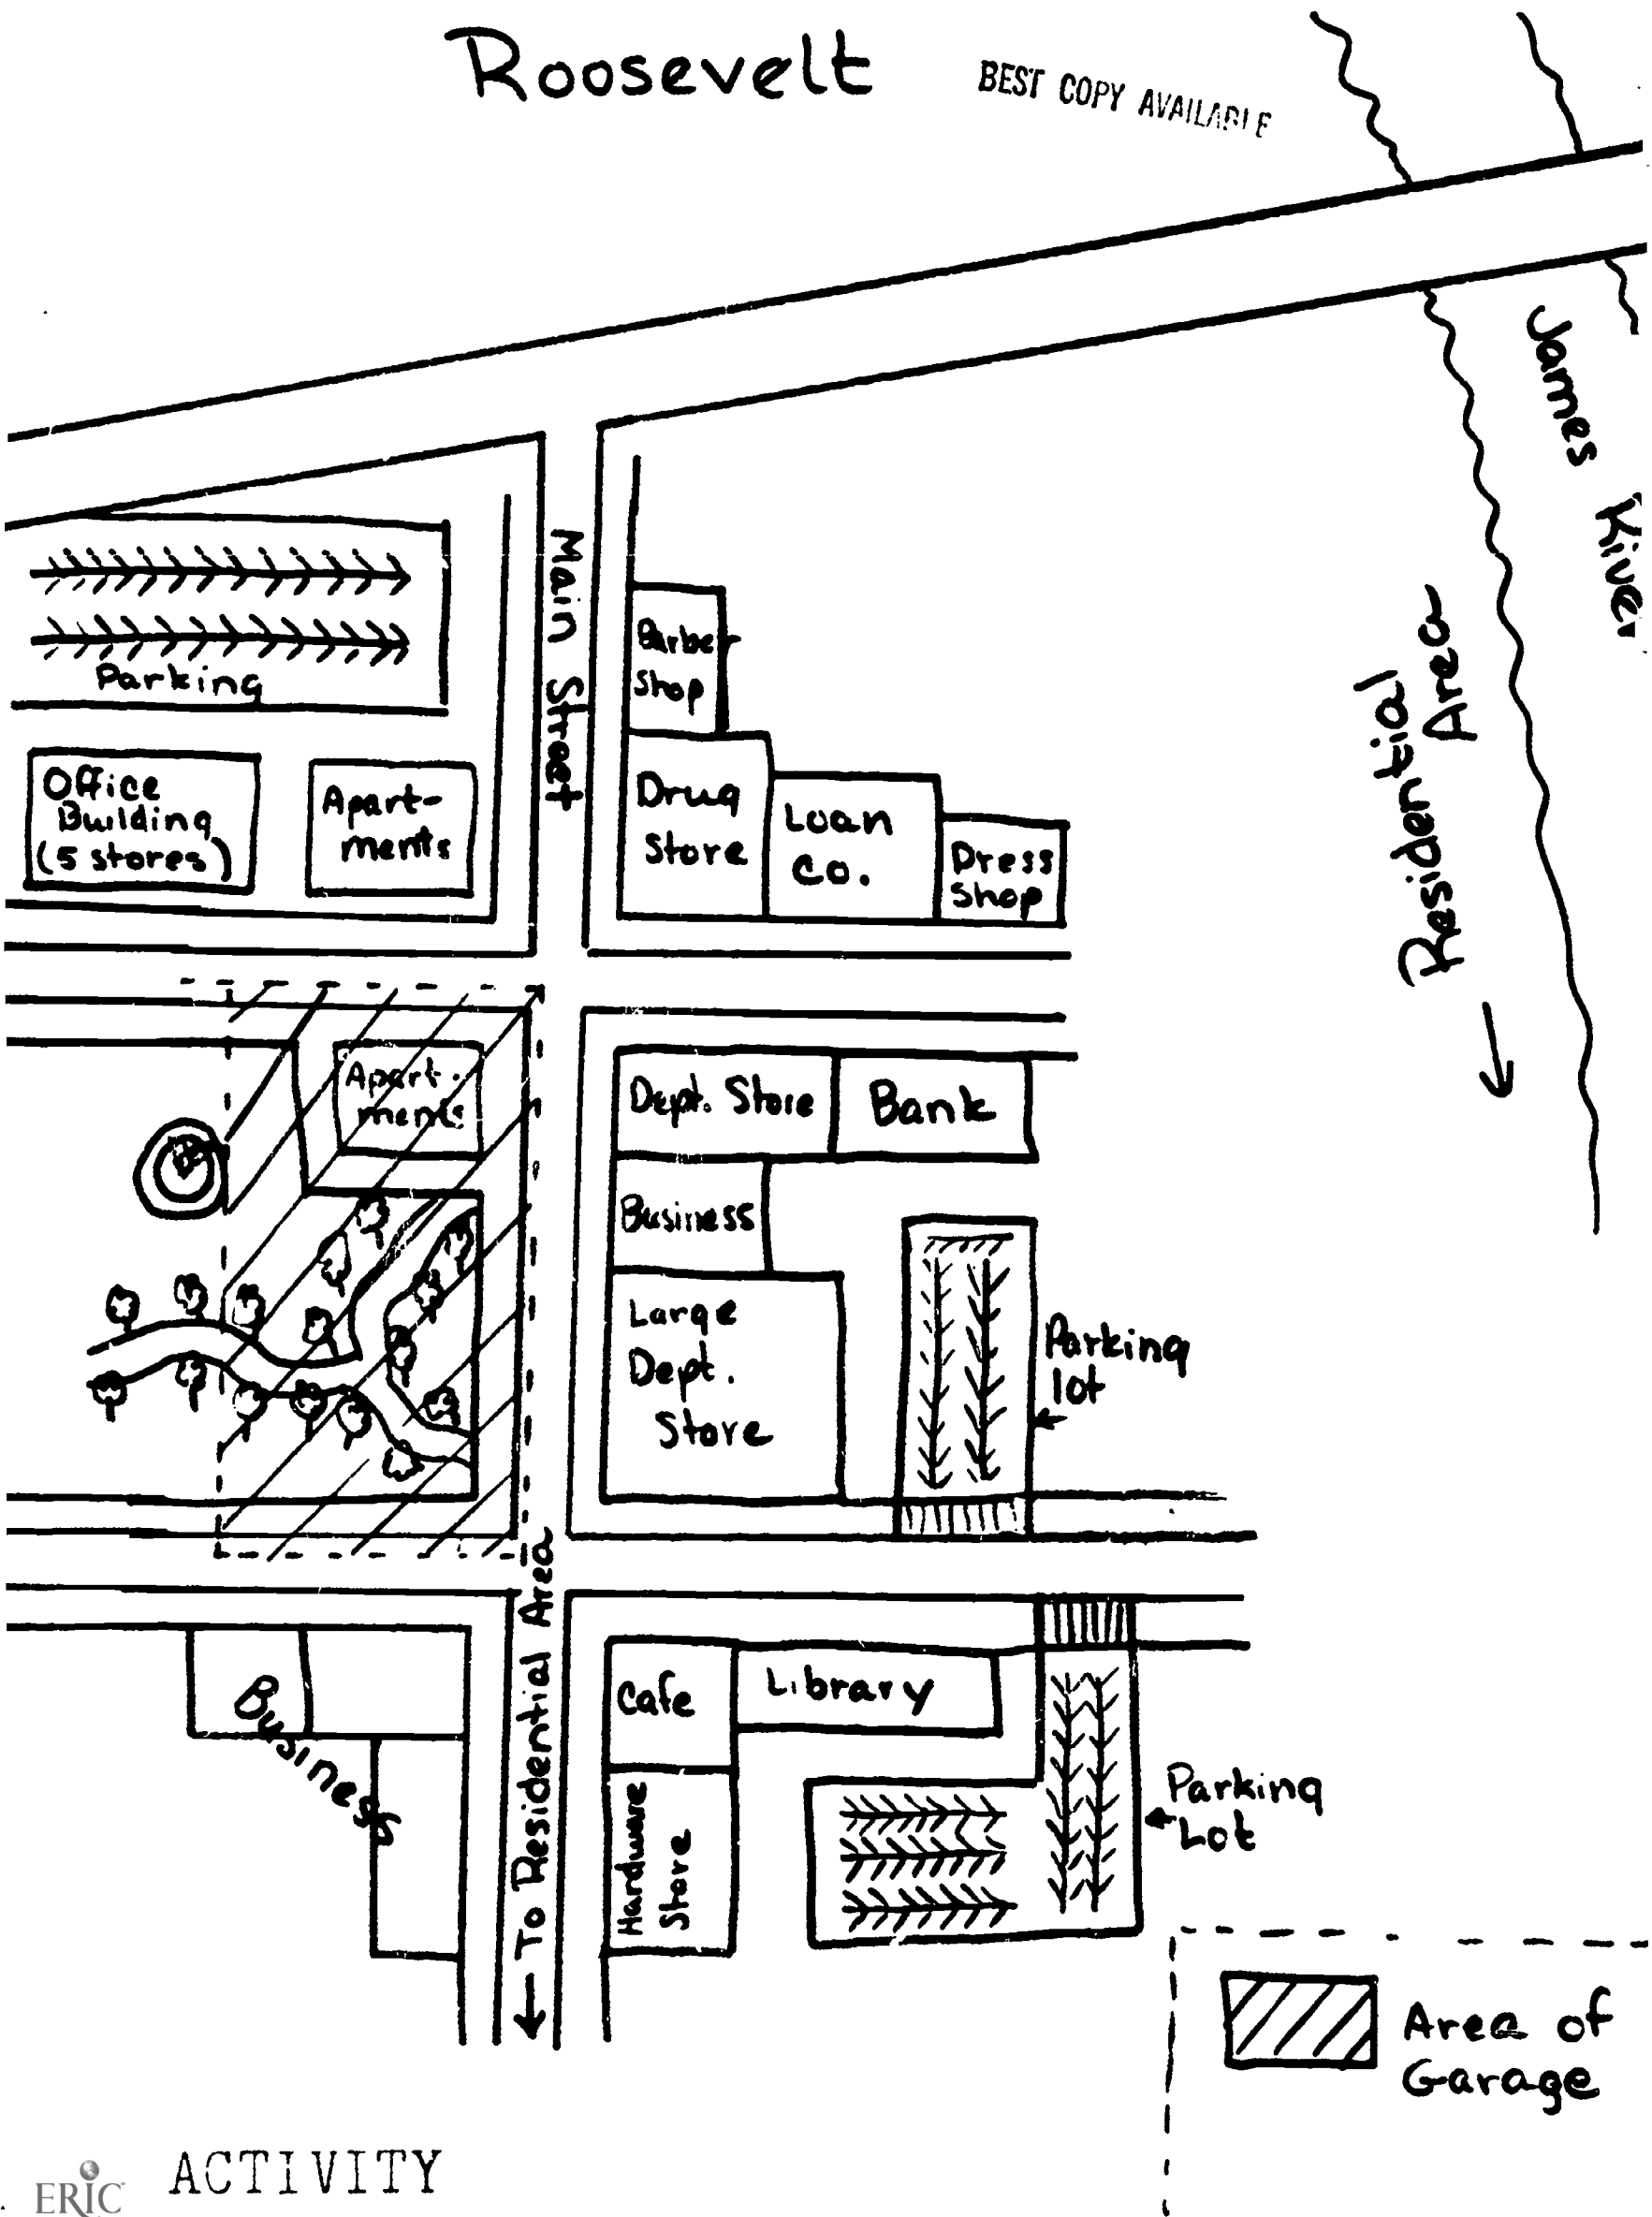 Roosevelt
BEST COPY AVAILABLE
James River
Residential
Area
Main Street
Parking
Barber
Shop
Office
Building
(5 stores)
Apart-
ments
Drug
Store
Loan
Co.
Dress
Shop
Apart-
ments
Dept. Store
Bank
Business
Large
Dept.
Store
Parking
lot
To Residential Area
Business
Cafe
Library
Hardware
Store
Parking
Lot
Area of
Garage
ERIC
ACTIVITY